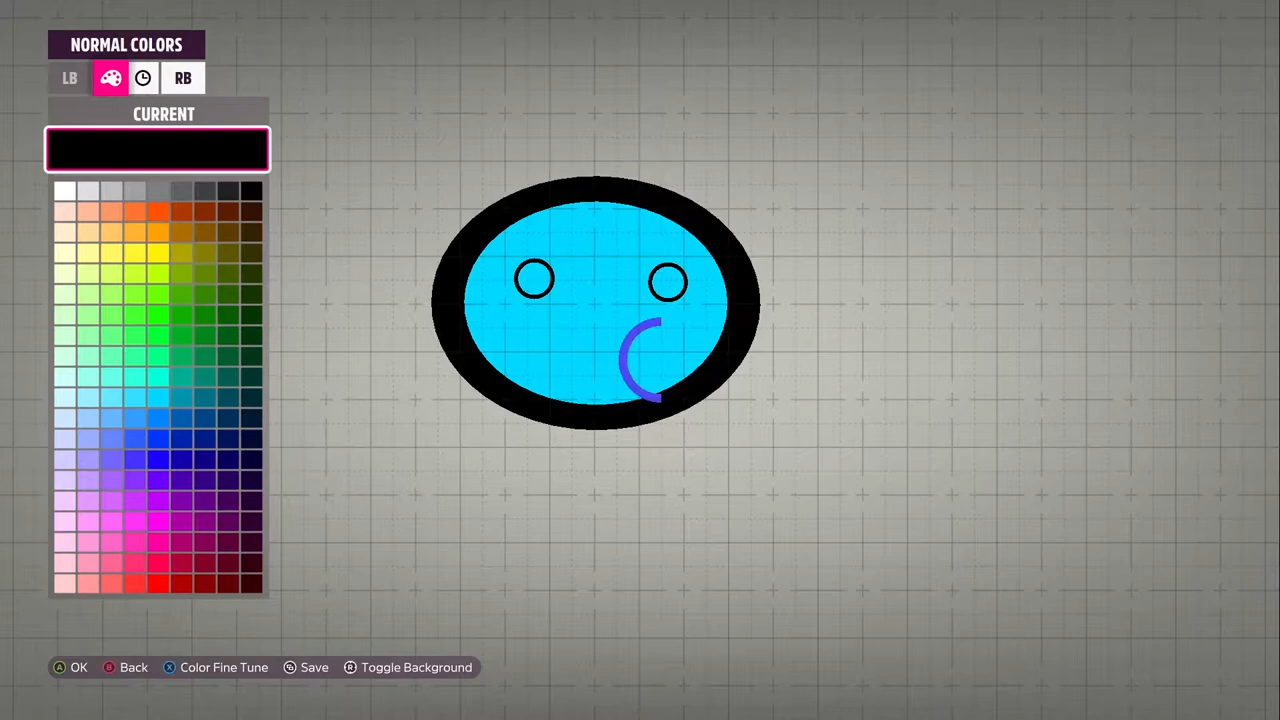 NORMAL COLORS
LB RB
CURRENT
A OK B Back X Color Fine Tune Save R Toggle Background